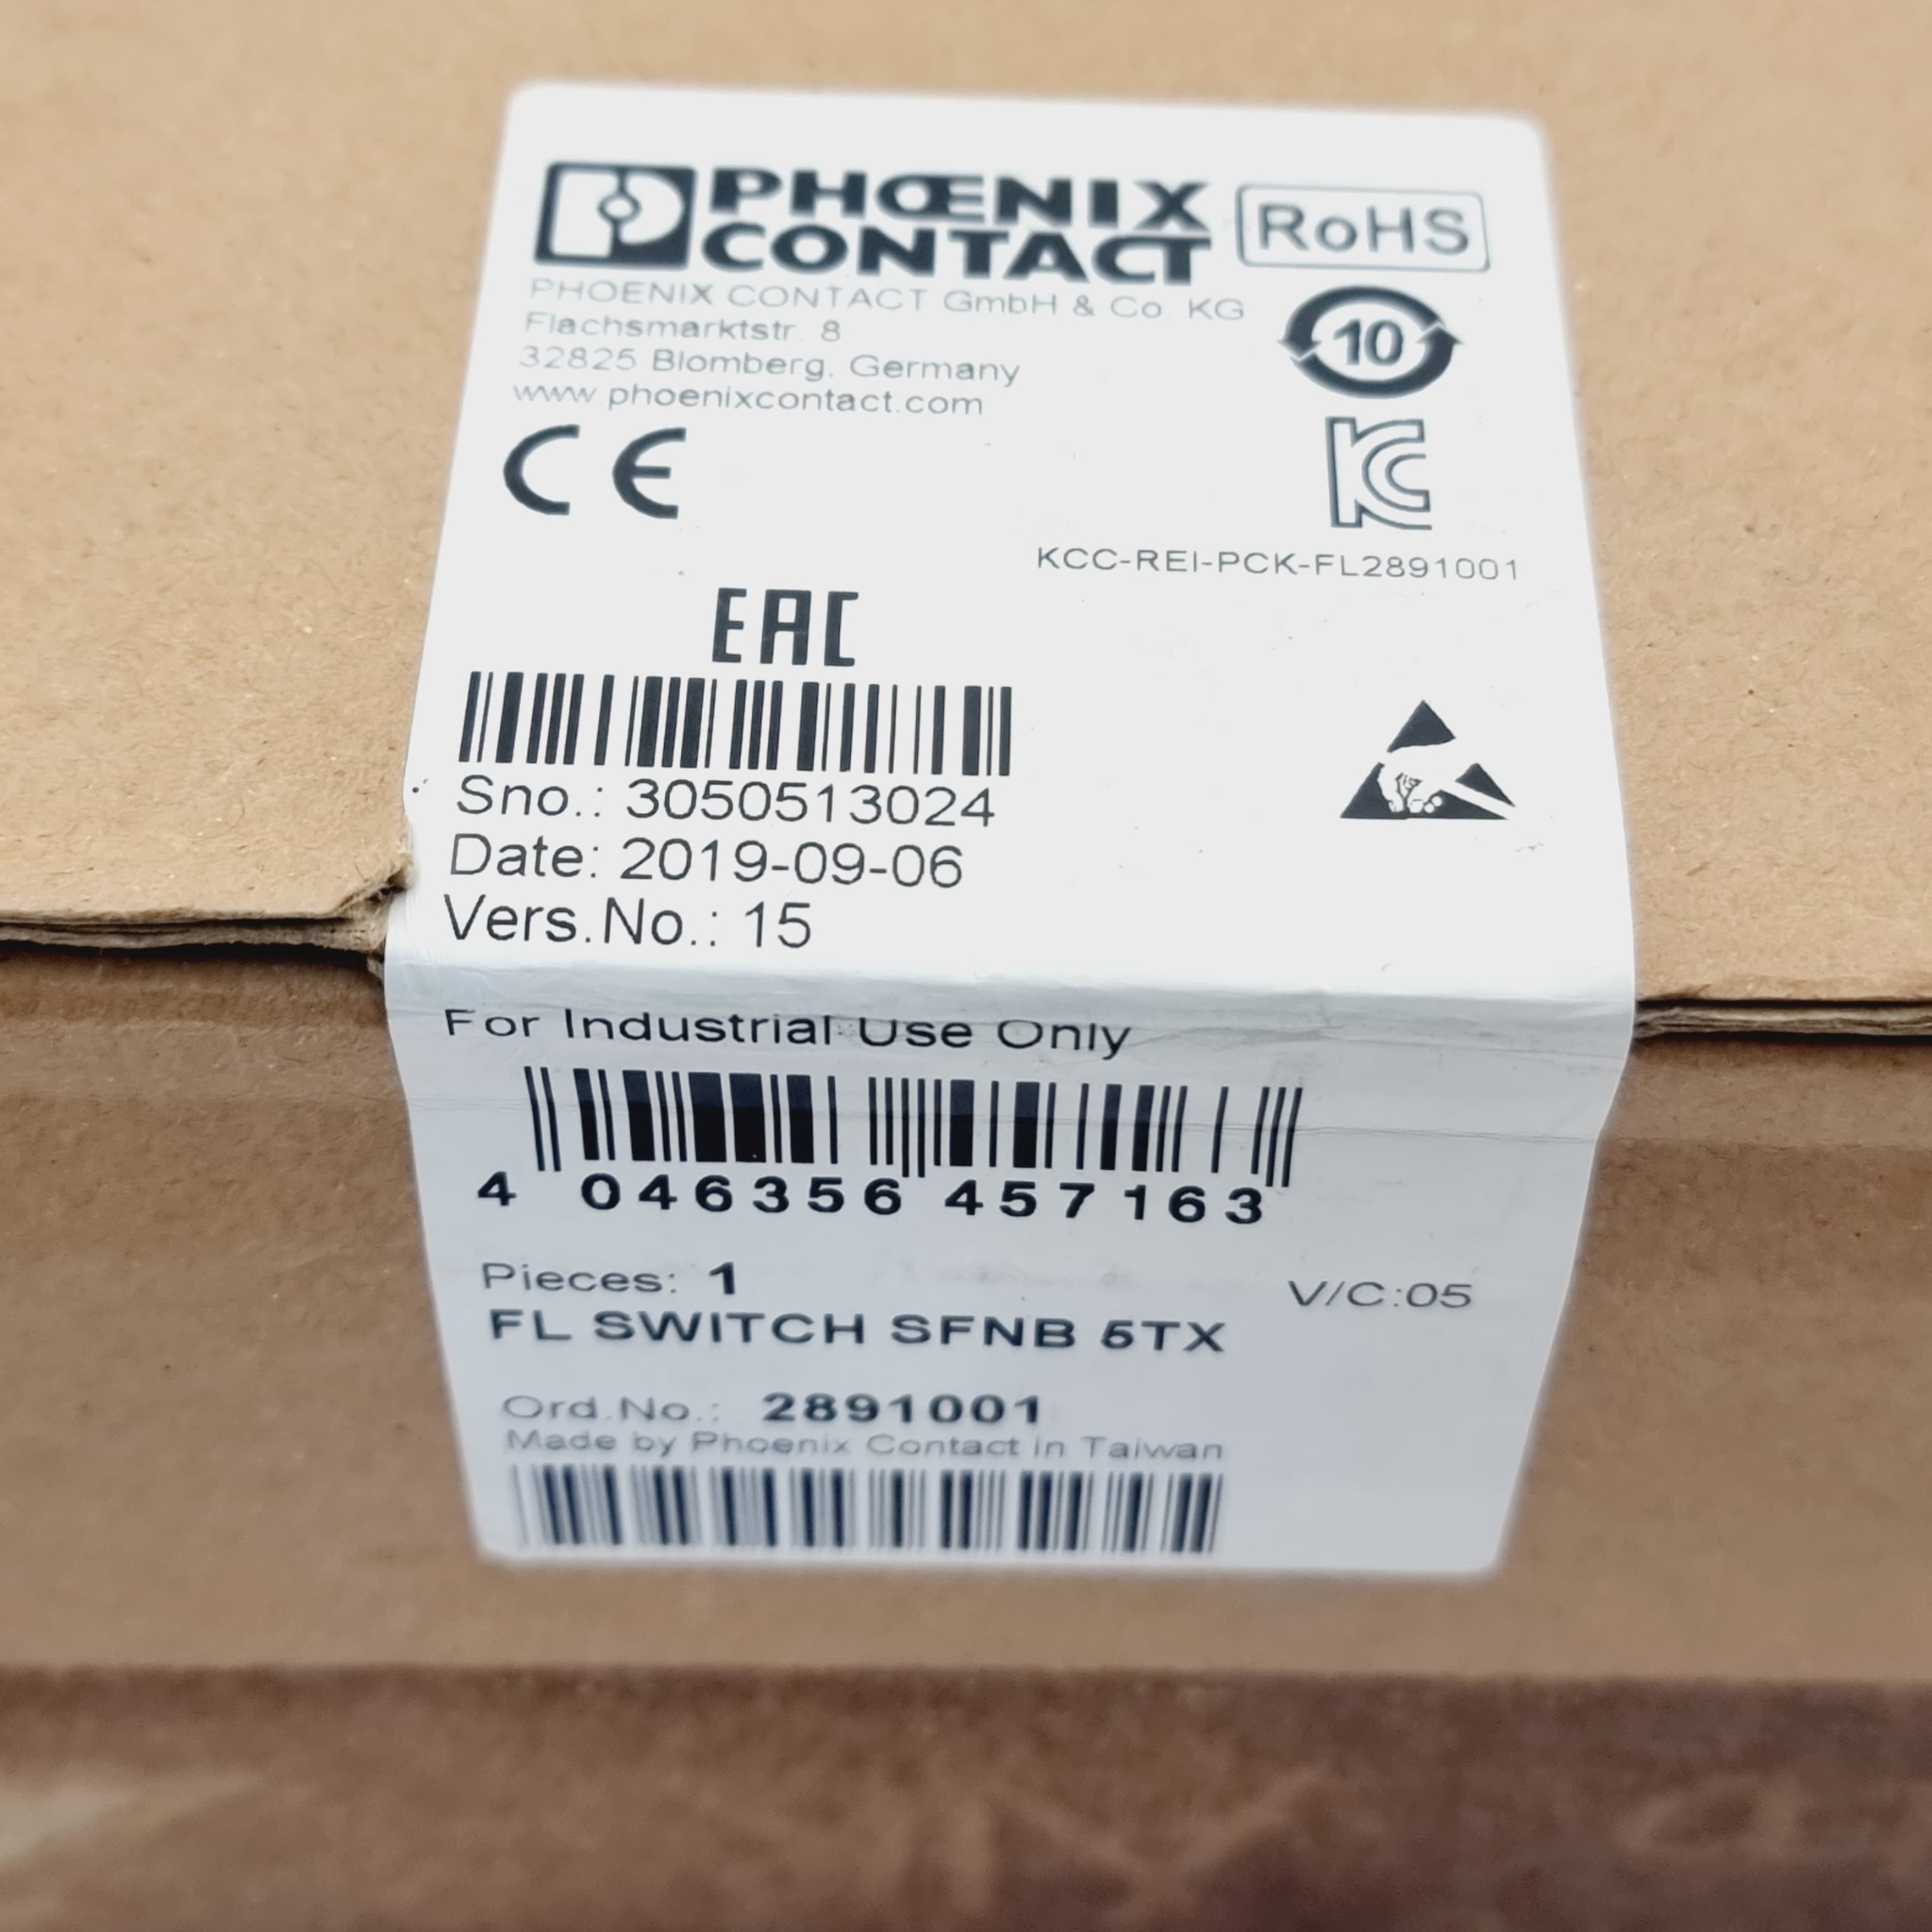 PHŒNIX
CONTACT
RoHS
PHOENIX CONTACT GmbH & Co. KG
Flachsmarktstr. 8
32825 Blomberg, Germany
www.phoenixcontact.com
10
CE
KC
KCC-REI-PCK-FL2891001
EAC
Sno.: 3050513024
Date: 2019-09-06
Vers.No.: 15
For Industrial Use Only
4 046356 457163
Pieces: 1
V/C:05
FL SWITCH SFNB 5TX
Ord.No.: 2891001
Made by Phoenix Contact in Taiwan